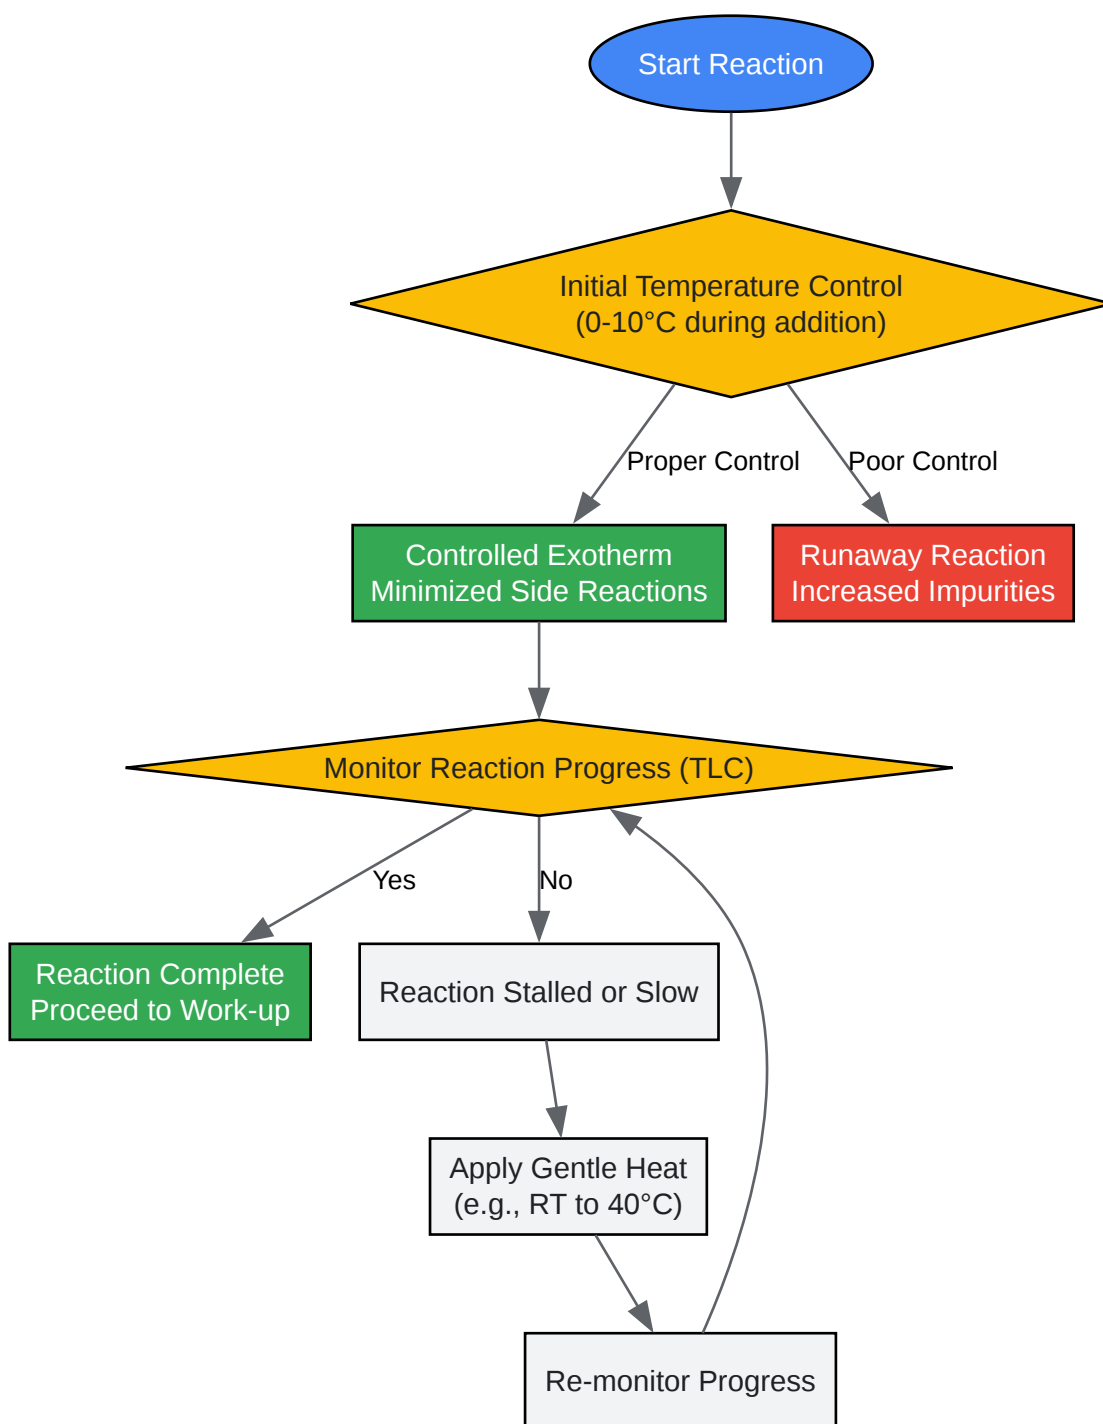 Start Reaction
Initial Temperature Control
(0-10°C during addition)
Proper Control
Poor Control
Controlled Exotherm
Minimized Side Reactions
Runaway Reaction
Increased Impurities
Monitor Reaction Progress (TLC)
Yes
No
Reaction Complete
Proceed to Work-up
Reaction Stalled or Slow
Apply Gentle Heat
(e.g., RT to 40°C)
Re-monitor Progress